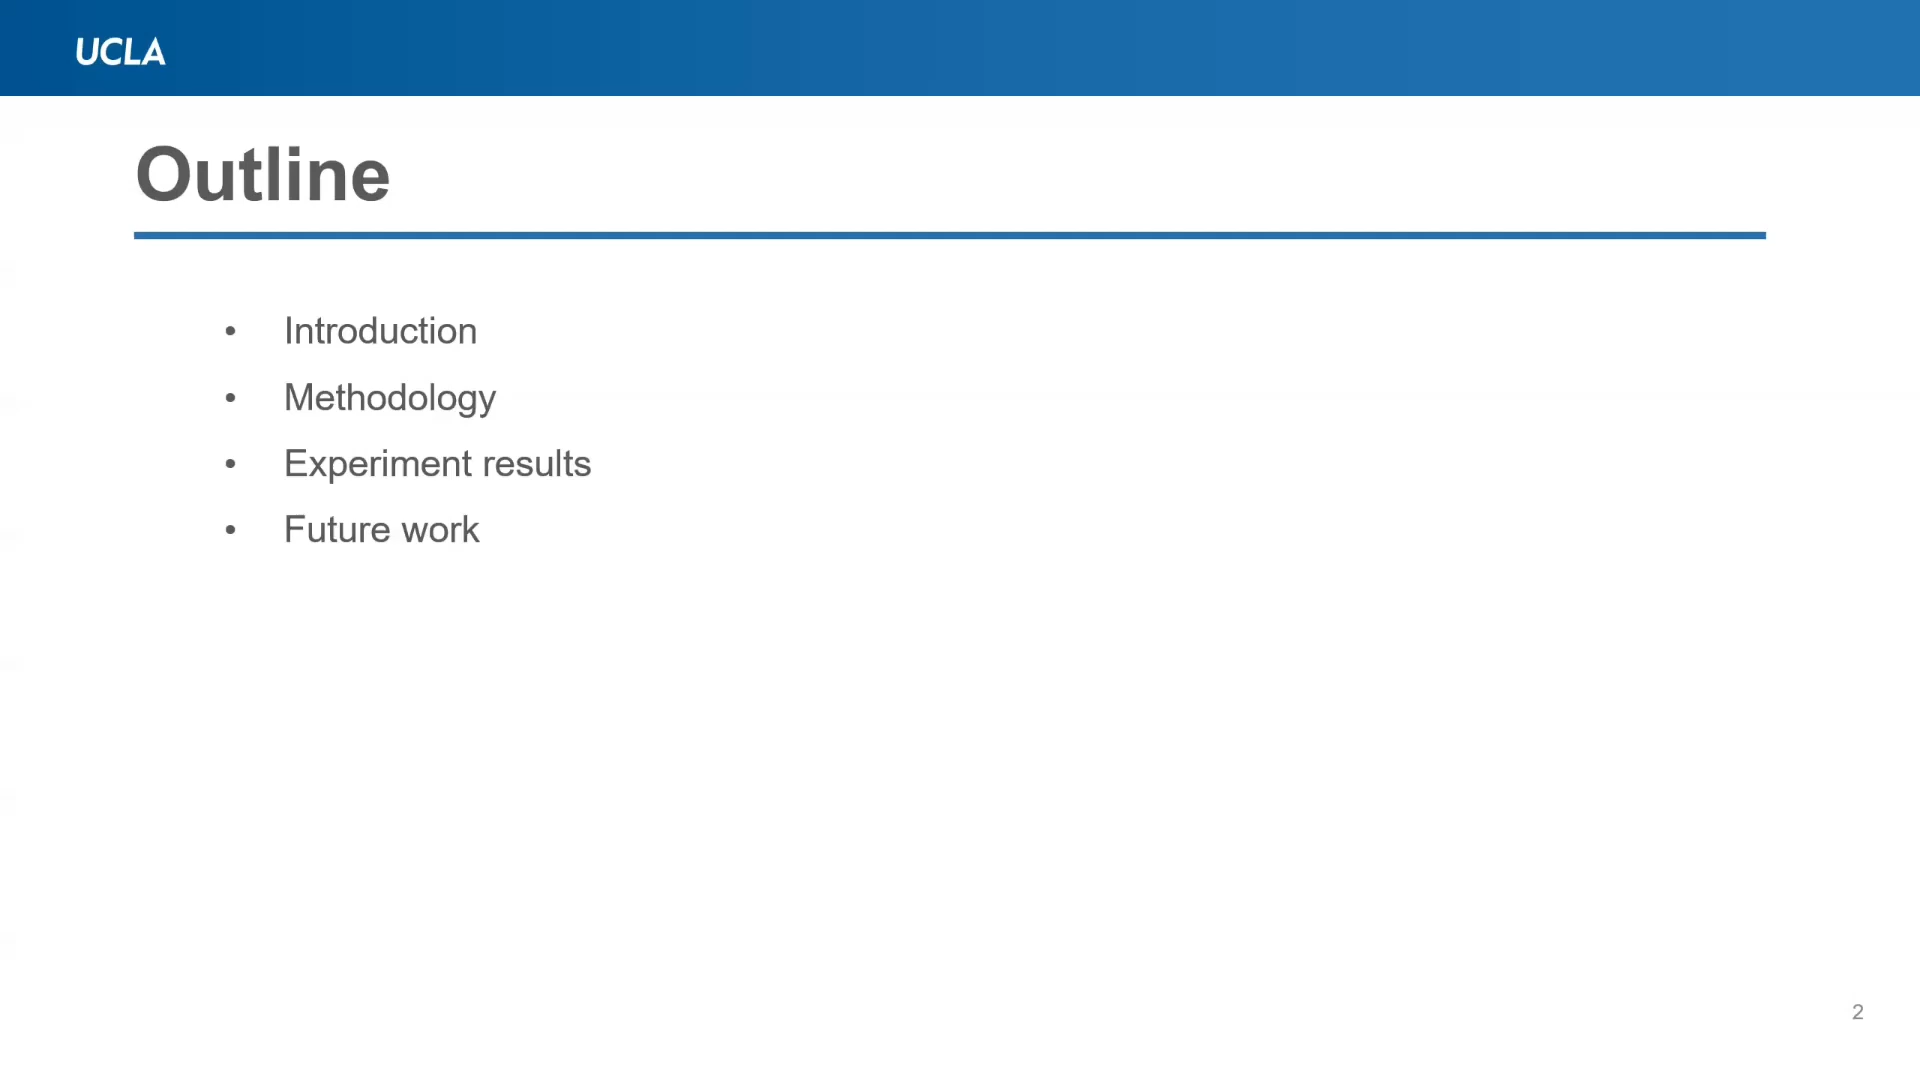 UCLA
Outline
• Introduction
• Methodology
• Experiment results
• Future work
2